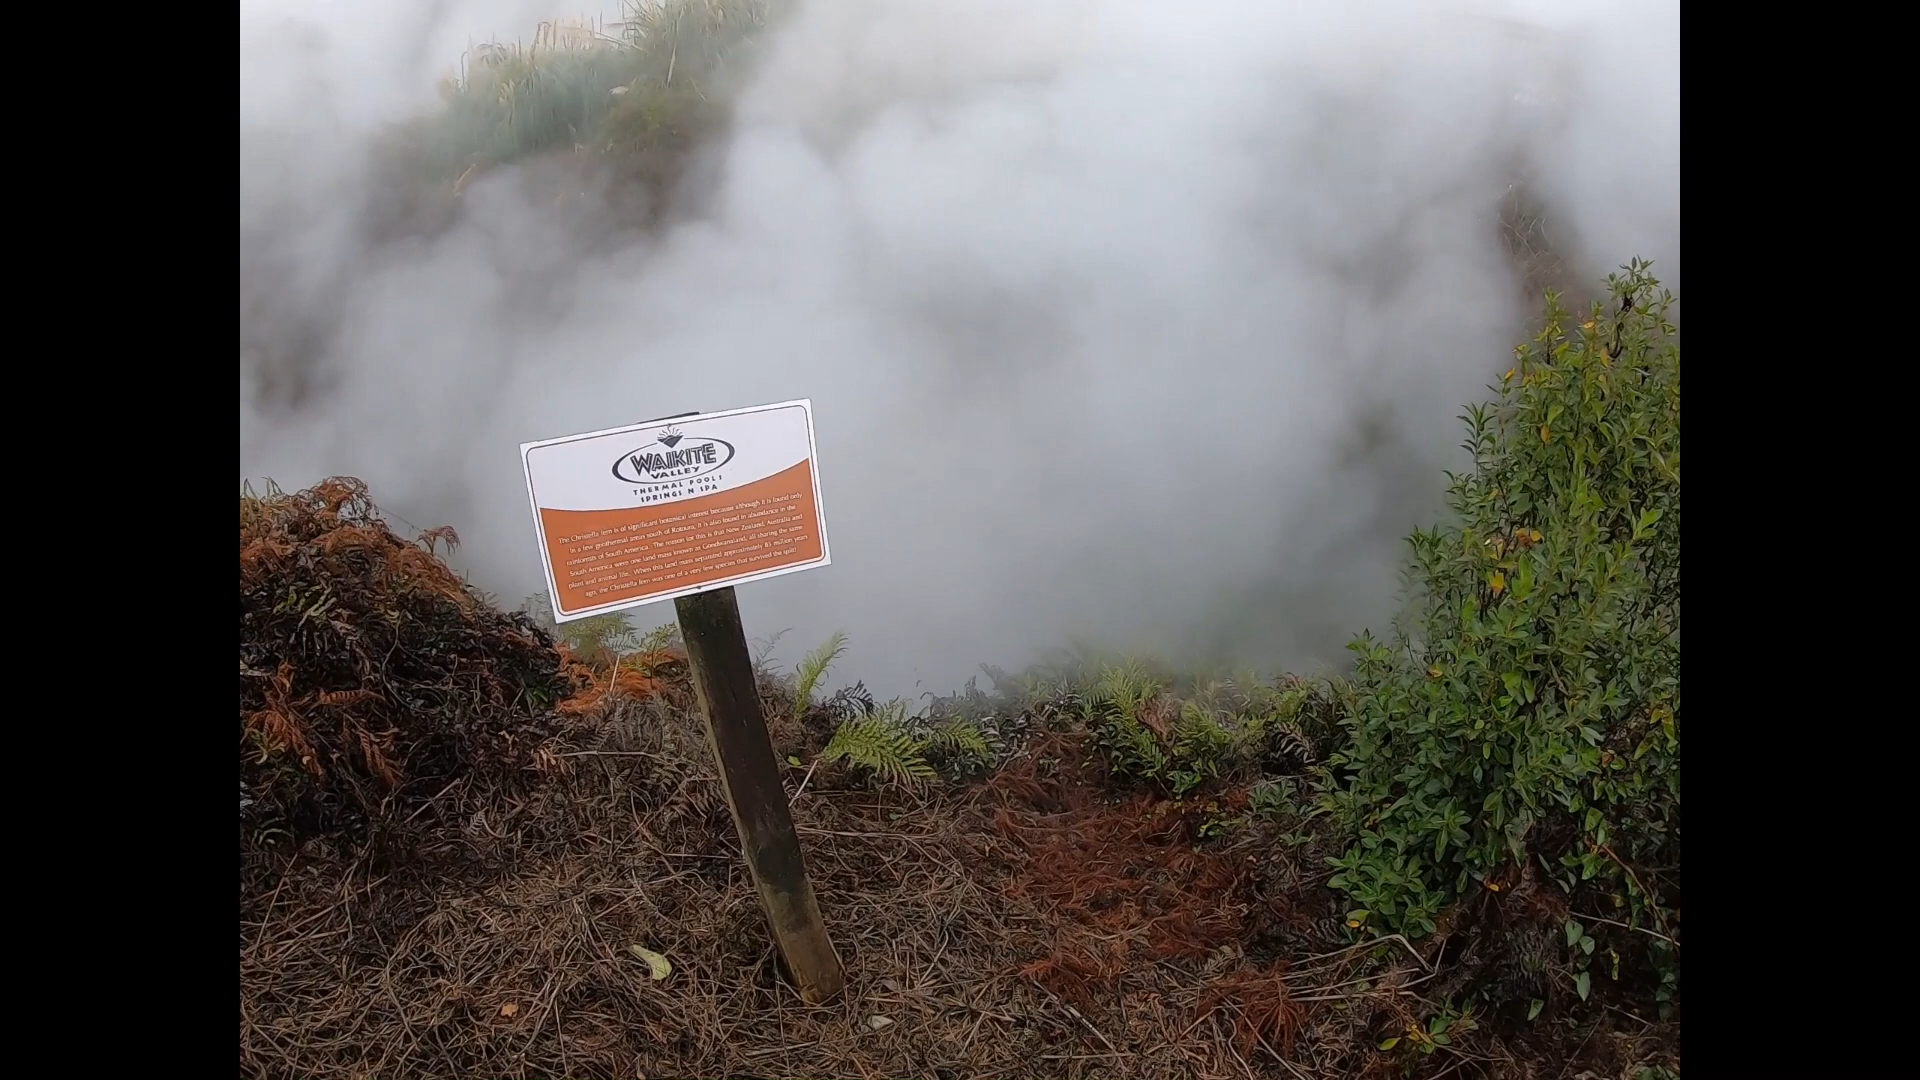 WAIKITE
VALLEY
THERMAL POOLS
SPRINGS N SPA
The Christella fern is of significant botanical interest because although it is found only
in a few geothermal areas south of Rotorua, it is also found in abundance in the
rainforests of South America. The reason for this is that New Zealand, Australia and
South America were one land mass known as Gondwanaland, all sharing the same
plant and animal life. When this land mass separated approximately 85 million years
ago, the Christella fern was one of a very few species that survived the split!